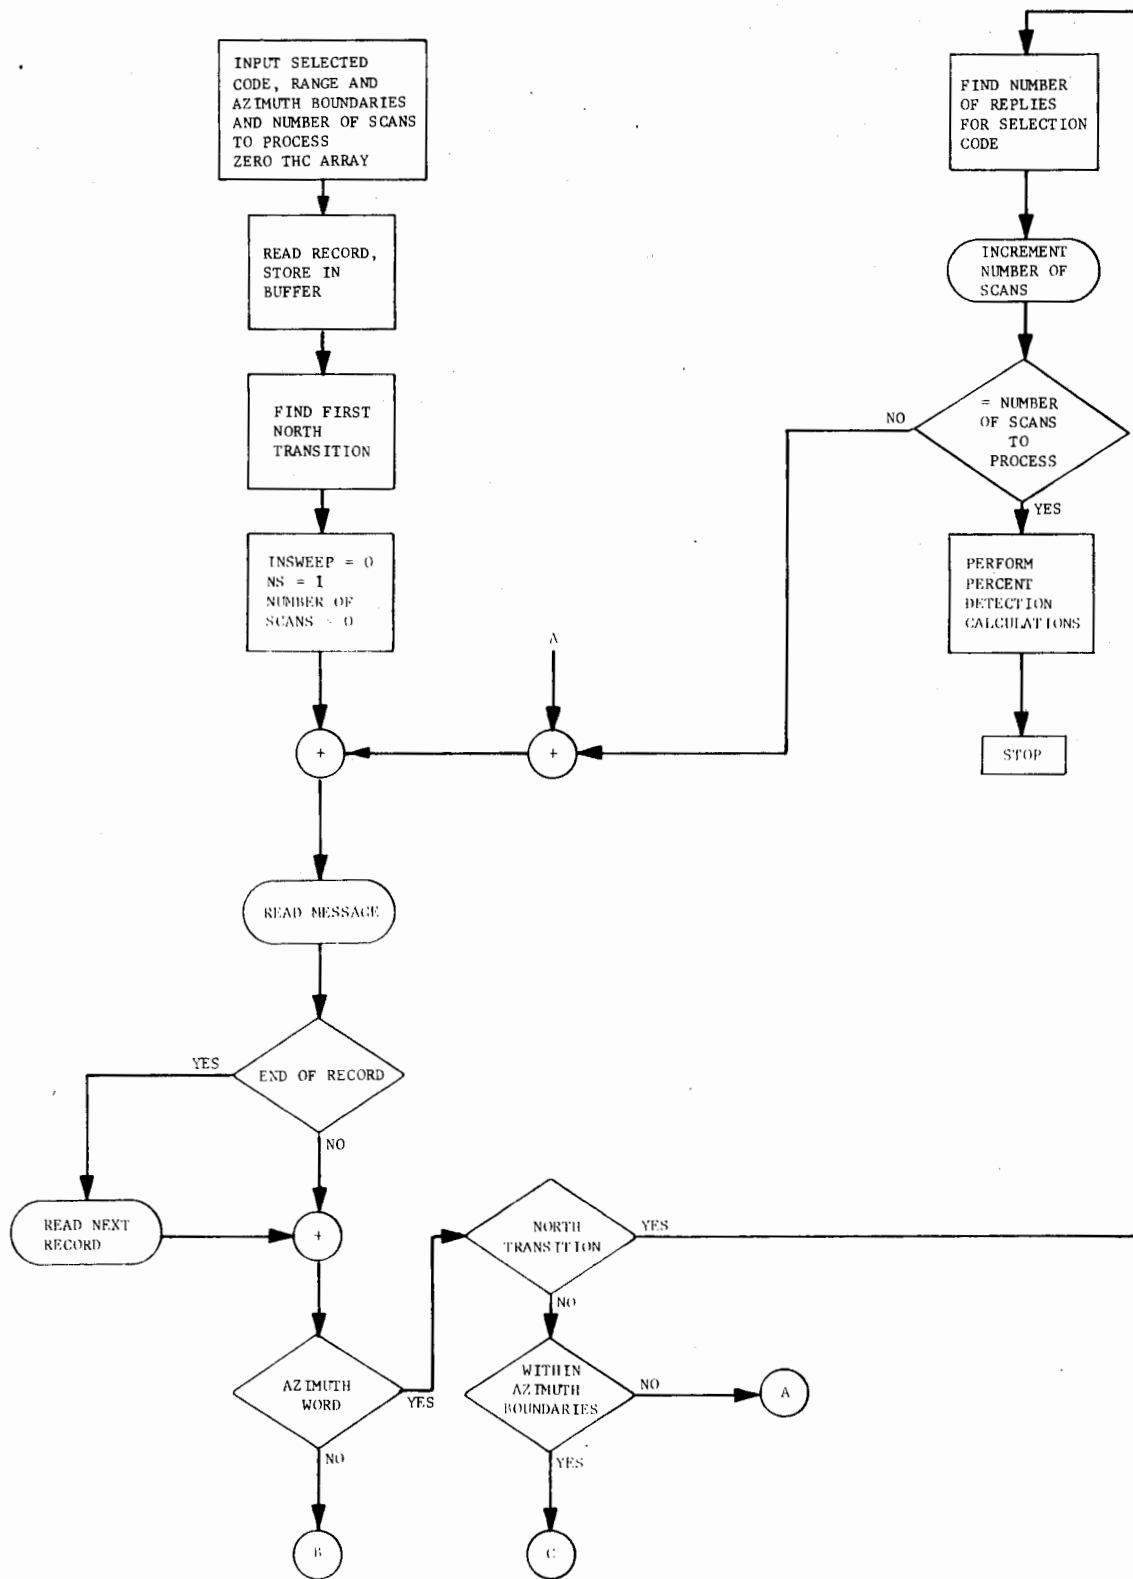 INPUT SELECTED
CODE, RANGE AND
AZIMUTH BOUNDARIES
AND NUMBER OF SCANS
TO PROCESS
ZERO THC ARRAY
READ RECORD,
STORE IN
BUFFER
FIND FIRST
NORTH
TRANSITION
INSWEEP = 0
NS = 1
NUMBER OF
SCANS - 0
+
A
+
FIND NUMBER
OF REPLIES
FOR SELECTION
CODE
INCREMENT
NUMBER OF
SCANS
= NUMBER
OF SCANS
TO
PROCESS
NO
YES
PERFORM
PERCENT
DETECTION
CALCULATIONS
STOP
READ MESSAGE
END OF RECORD
YES
NO
READ NEXT
RECORD
+
AZIMUTH
WORD
YES
NO
B
NORTH
TRANSITION
YES
NO
WITHIN
AZIMUTH
BOUNDARIES
NO
A
YES
C